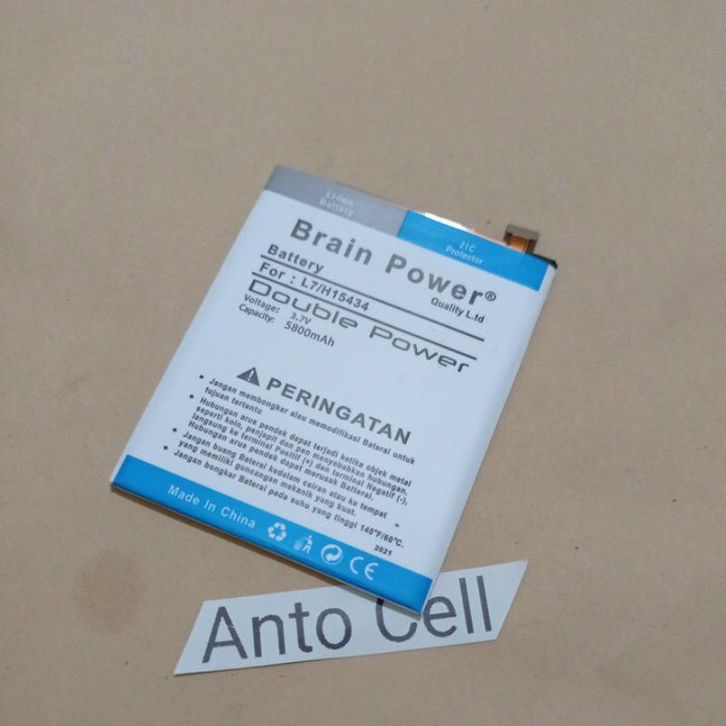 Li-ion
Battery
2IC
Protector
Brain Power®
Quality L.td
Battery
For : L7/H15434
Double Power
Voltage: 3.7V
Capacity: 5800mAh
PERINGATAN
• Jangan membongkar alau memodifikasi Baterai untuk
tujuan tertentu
• Hubungan arus pendek dapat terjadi ketika objek metal
seperti koin, penjepit dan pen menyebabkan hubungan.
langsung ke terminal Positif (+) dan terminal Negatif (-),
Hubungan arus pendek dapat merusak Baterai.
• Jangan buang Baterai kedalam cairan atau ke tempat
yang memiliki guncangan mekanik yang kuat.
• Jangan bongkar Baterai pada suhu yang tinggi 140°F/60°C.
2021
Made In China
CE
Anto Cell